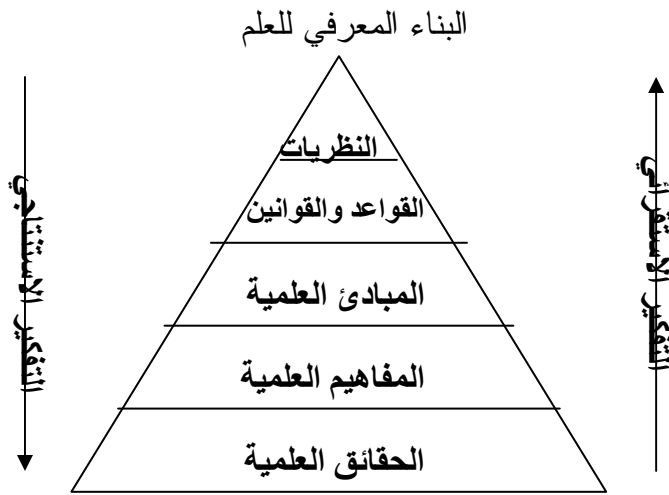 البناء المعرفي للعلم
النظريات
القواعد والقوانين
المبادئ العلمية
المفاهيم العلمية
الحقائق العلمية
التفكير الاستقرائي
التفكير الاستنتاجي